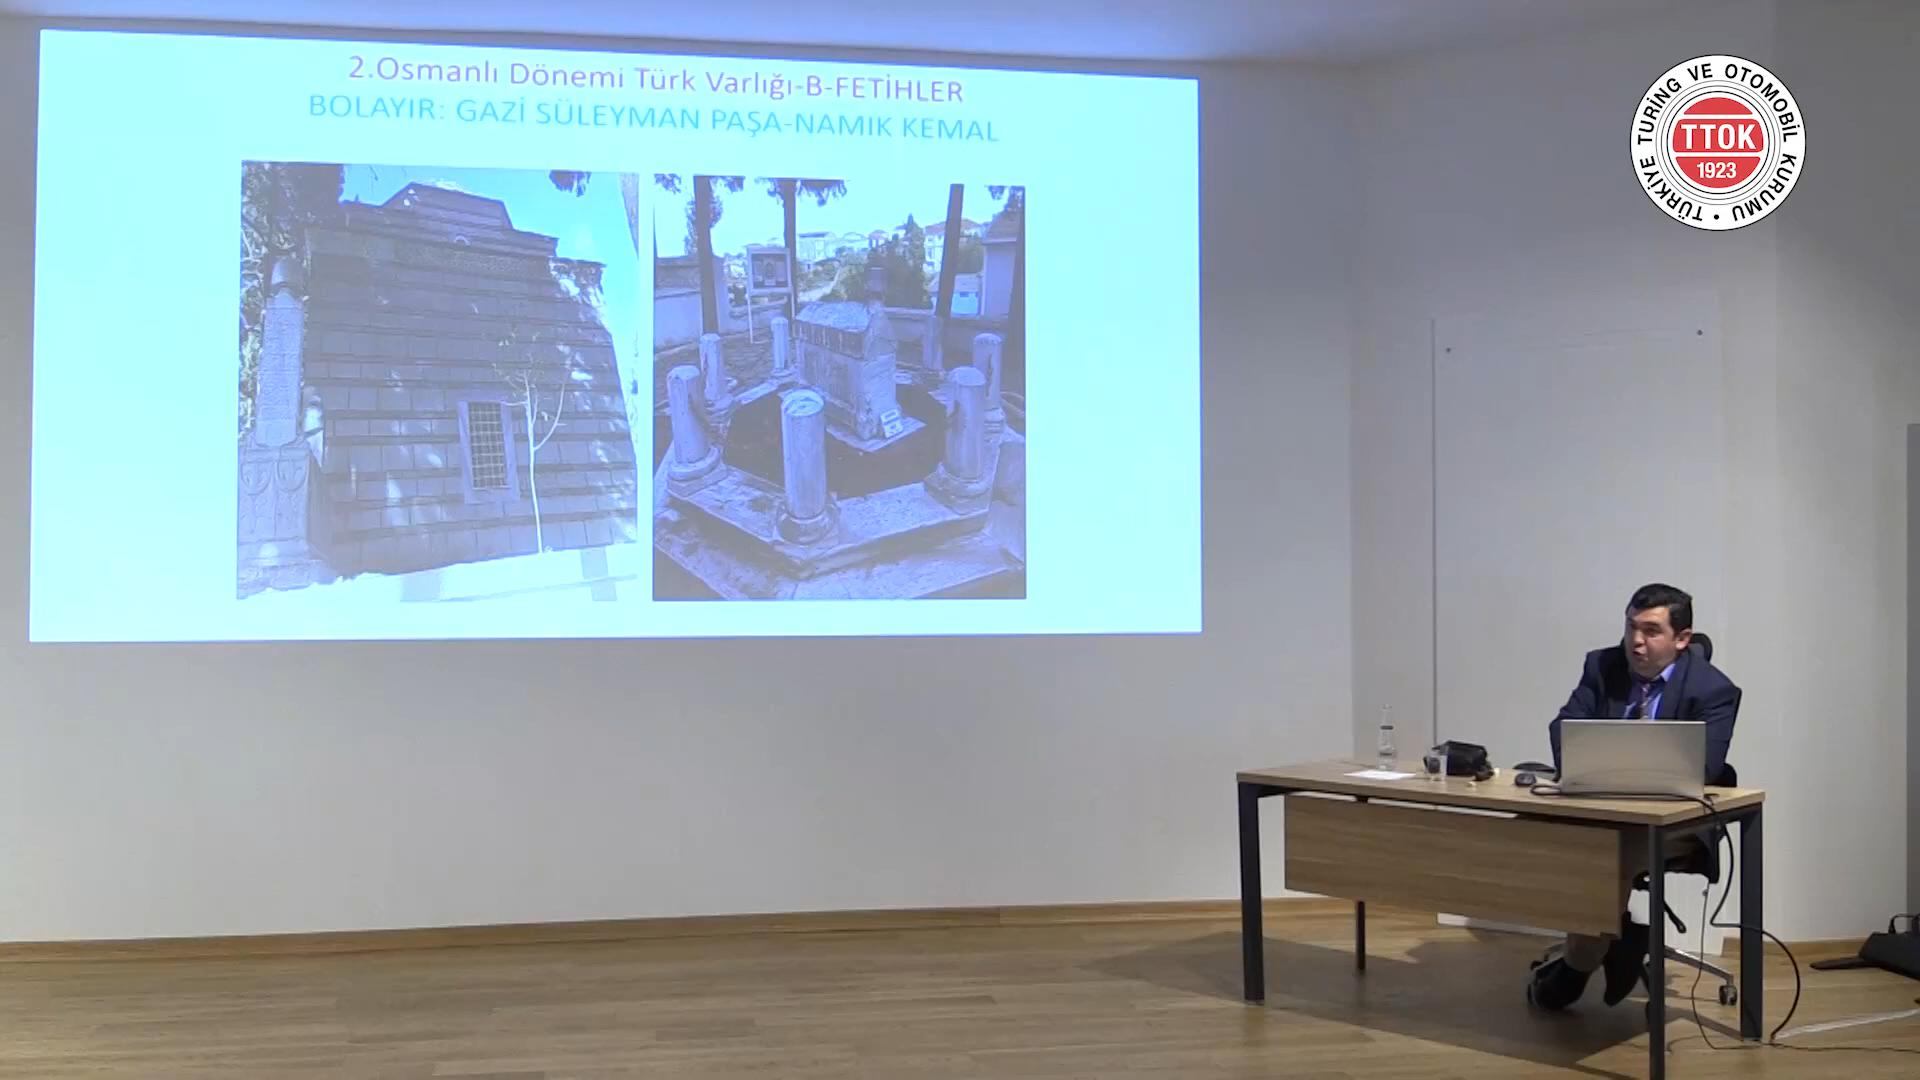 2.Osmanlı Dönemi Türk Varlığı-B-FETİHLER
BOLAYIR: GAZİ SÜLEYMAN PAŞA-NAMIK KEMAL
TÜRKİYE TURİNG VE OTOMOBİL KURUMU
TTOK
1923